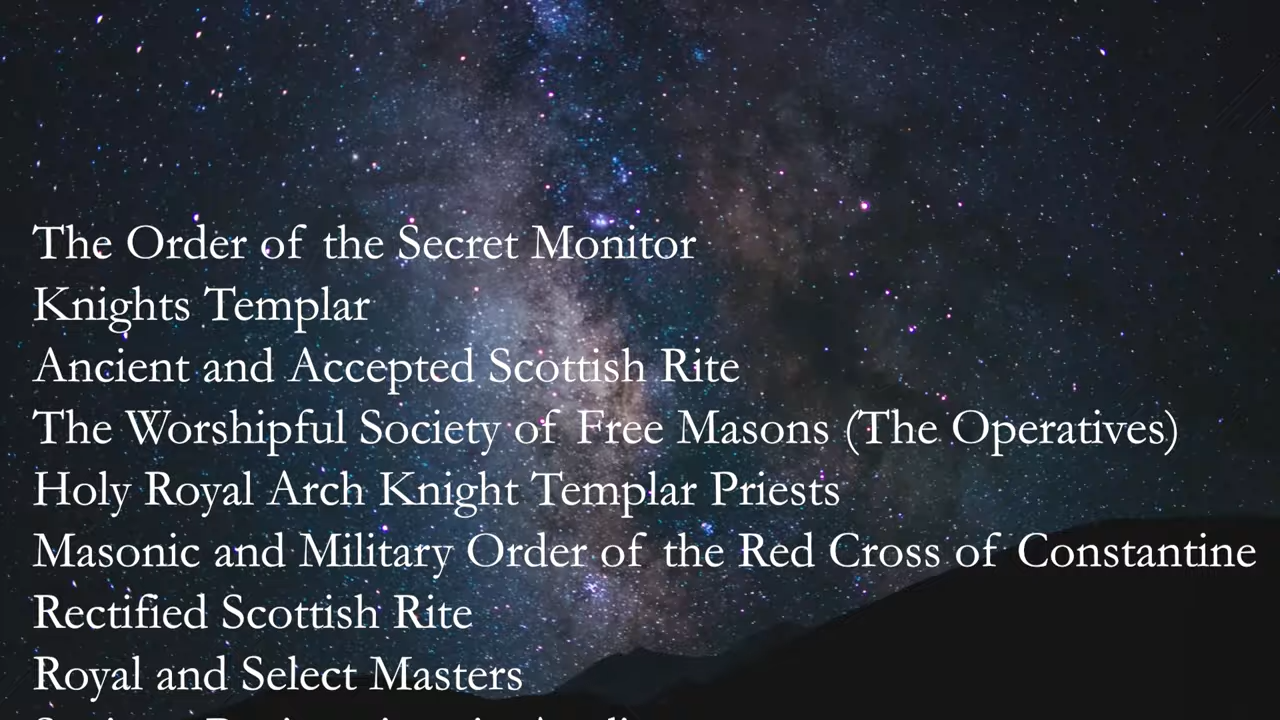 The Order of the Secret Monitor
Knights Templar
Ancient and Accepted Scottish Rite
The Worshipful Society of Free Masons (The Operatives)
Holy Royal Arch Knight Templar Priests
Masonic and Military Order of the Red Cross of Constantine
Rectified Scottish Rite
Royal and Select Masters